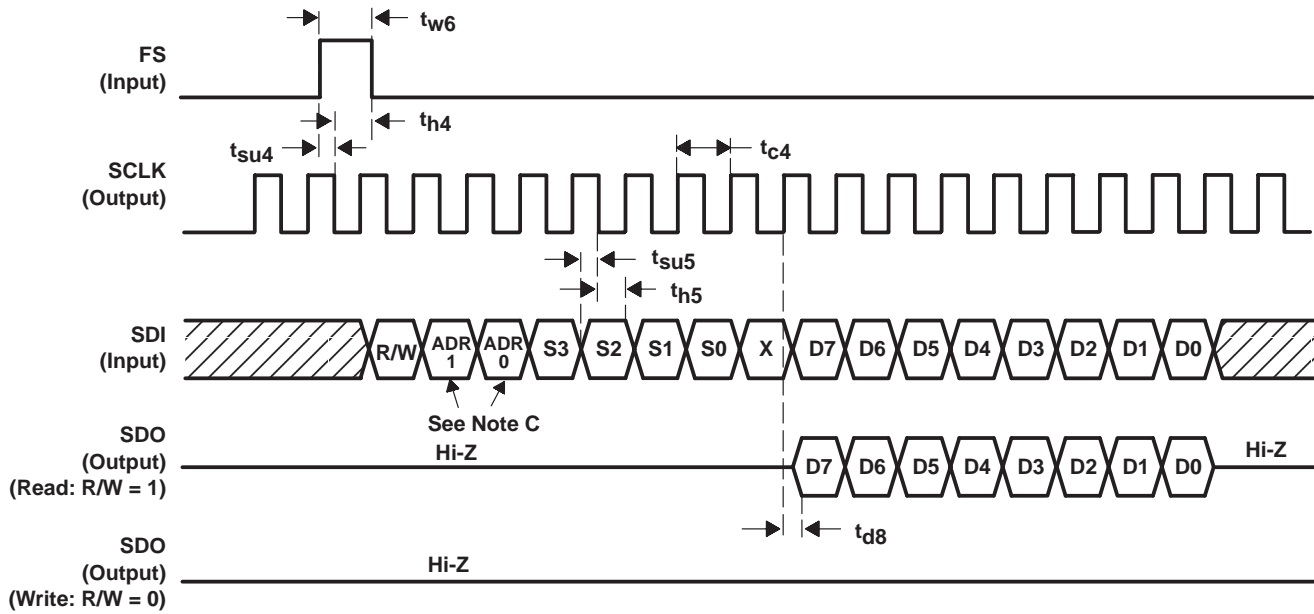 tw6
FS
(Input)
th4
tsu4
tc4
SCLK
(Output)
tsu5
th5
SDI
(Input)
R/W ADR 1 ADR 0 S3 S2 S1 S0 X D7 D6 D5 D4 D3 D2 D1 D0
See Note C
SDO
(Output)
(Read: R/W = 1)
Hi-Z
D7 D6 D5 D4 D3 D2 D1 D0
Hi-Z
td8
SDO
(Output)
(Write: R/W = 0)
Hi-Z